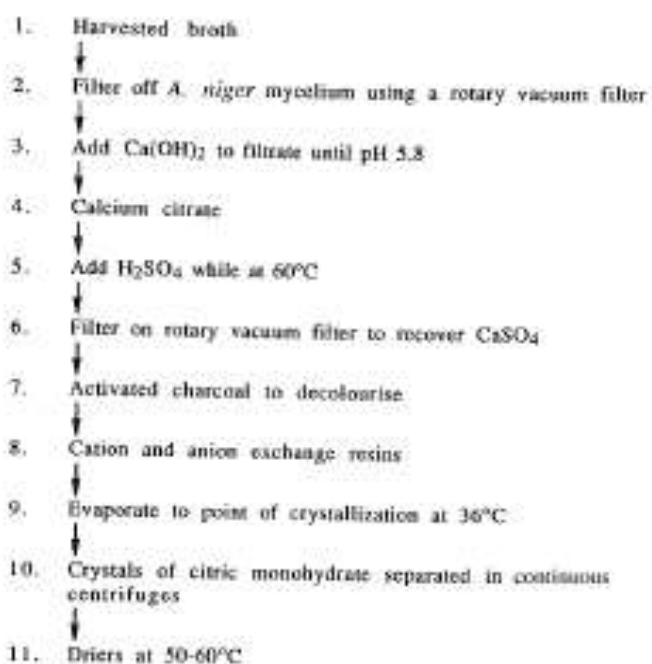 1. Harvested broth
2. Filter off A. niger mycelium using a rotary vacuum filter
3. Add Ca(OH)2 to filtrate until pH 5.8
4. Calcium citrate
5. Add H2SO4 while at 60°C
6. Filter on rotary vacuum filter to recover CaSO4
7. Activated charcoal to decolourise
8. Cation and anion exchange resins
9. Evaporate to point of crystallization at 36°C
10. Crystals of citric monohydrate separated in continuous
centrifuges
11. Driers at 50-60°C